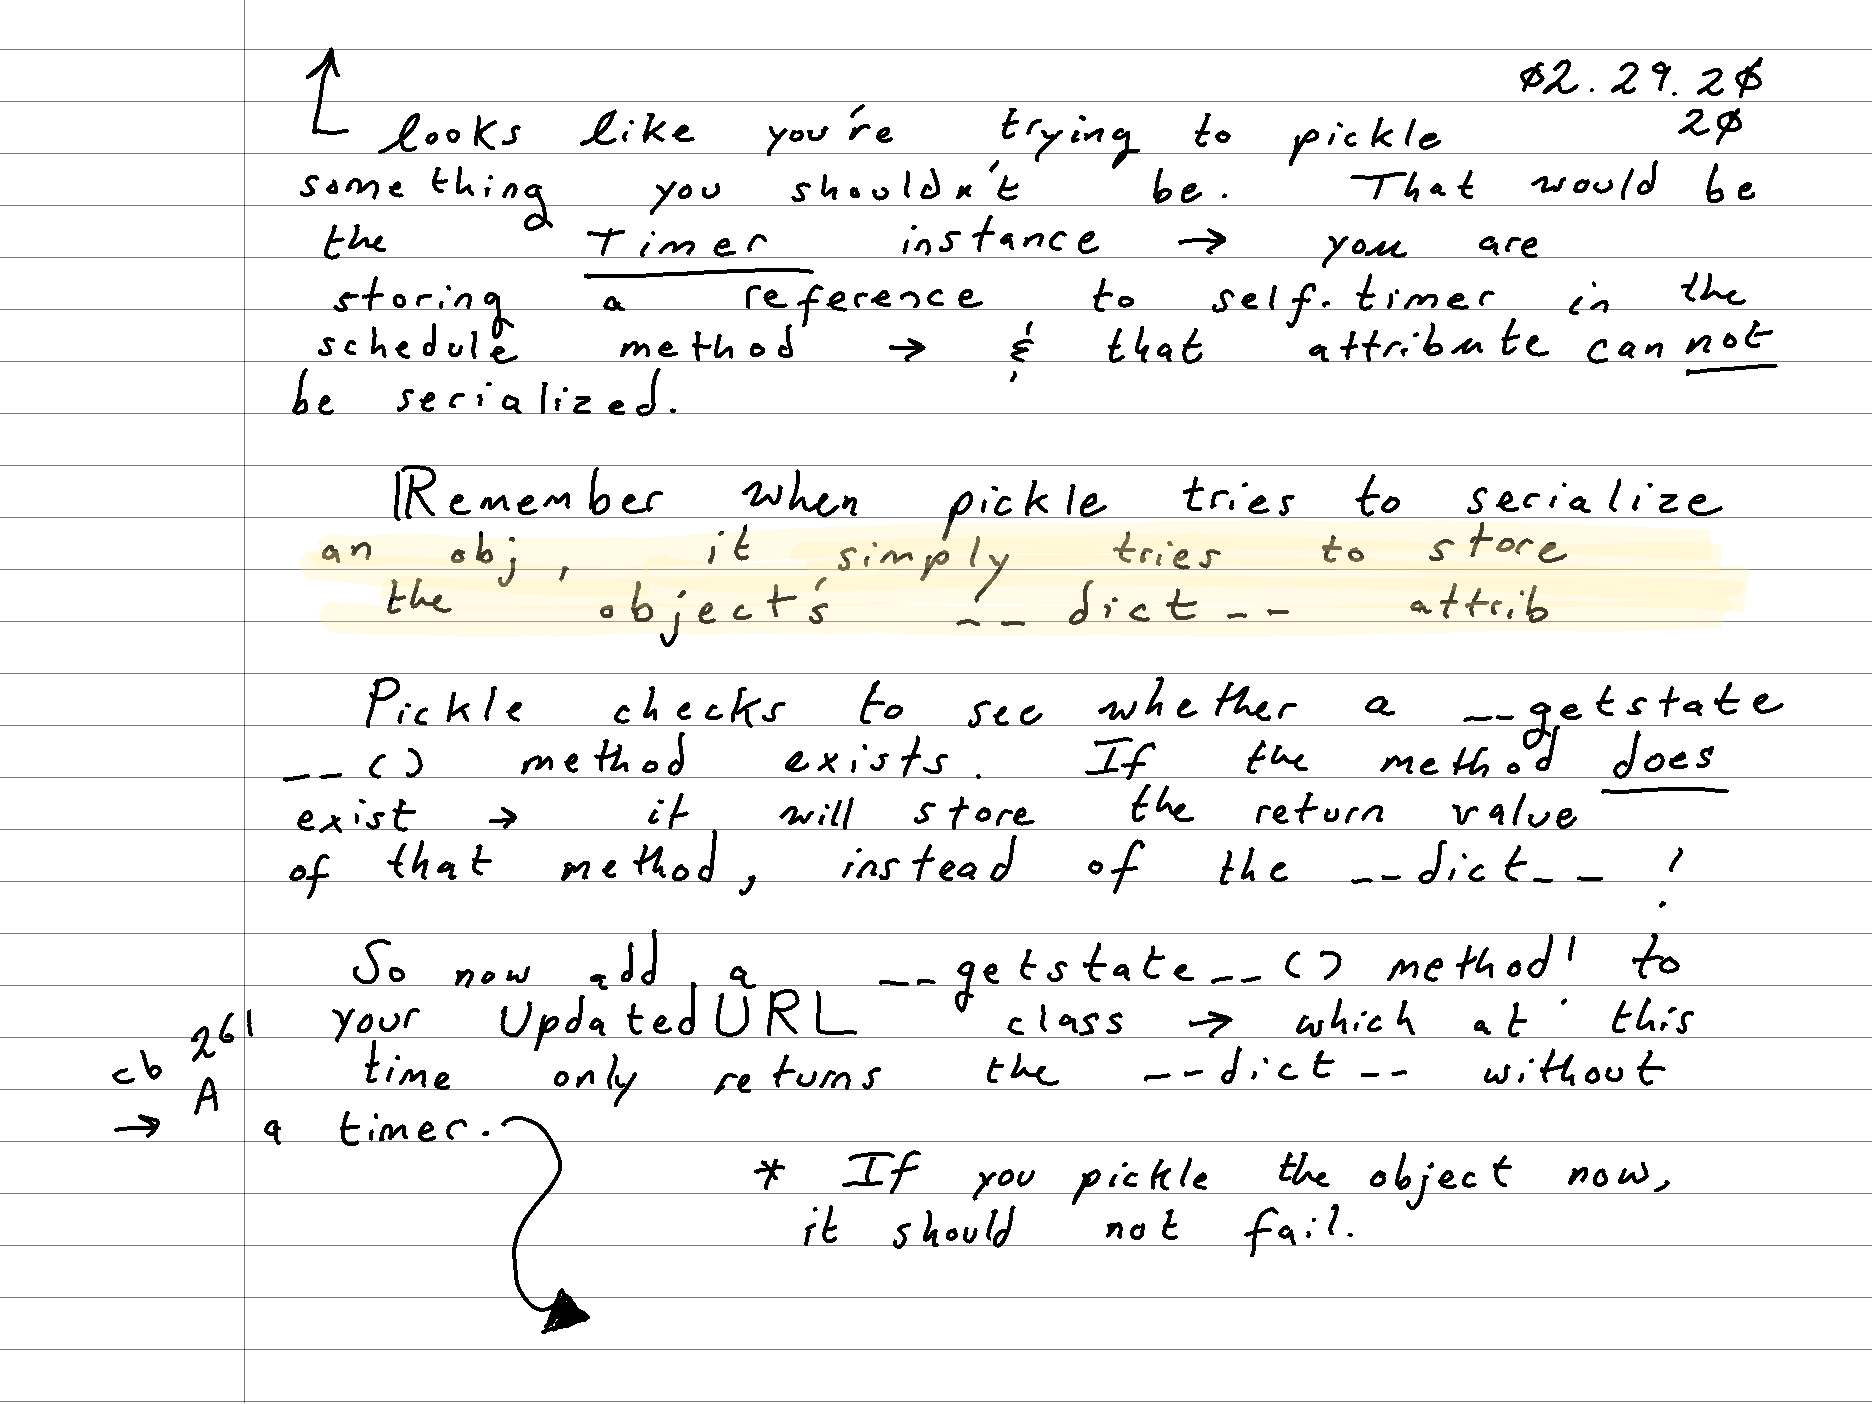 ø2.29.2ø
2ø
looks like you're trying to pickle
something you shouldn't be. That would be
the Timer instance → you are
storing a reference to self.timer in the
schedule method → & that attribute can not
be serialized.
Remember when pickle tries to serialize
an obj, it simply tries to store
the object's __dict__ attrib
Pickle checks to see whether a __getstate
__() method exists. If the method does
exist → it will store the return value
of that method, instead of the __dict__!
So now add a __getstate__() method to
your UpdatedURL class → which at this
time only returns the __dict__ without
a timer.
cb 261
A
→
* If you pickle the object now,
it should not fail.